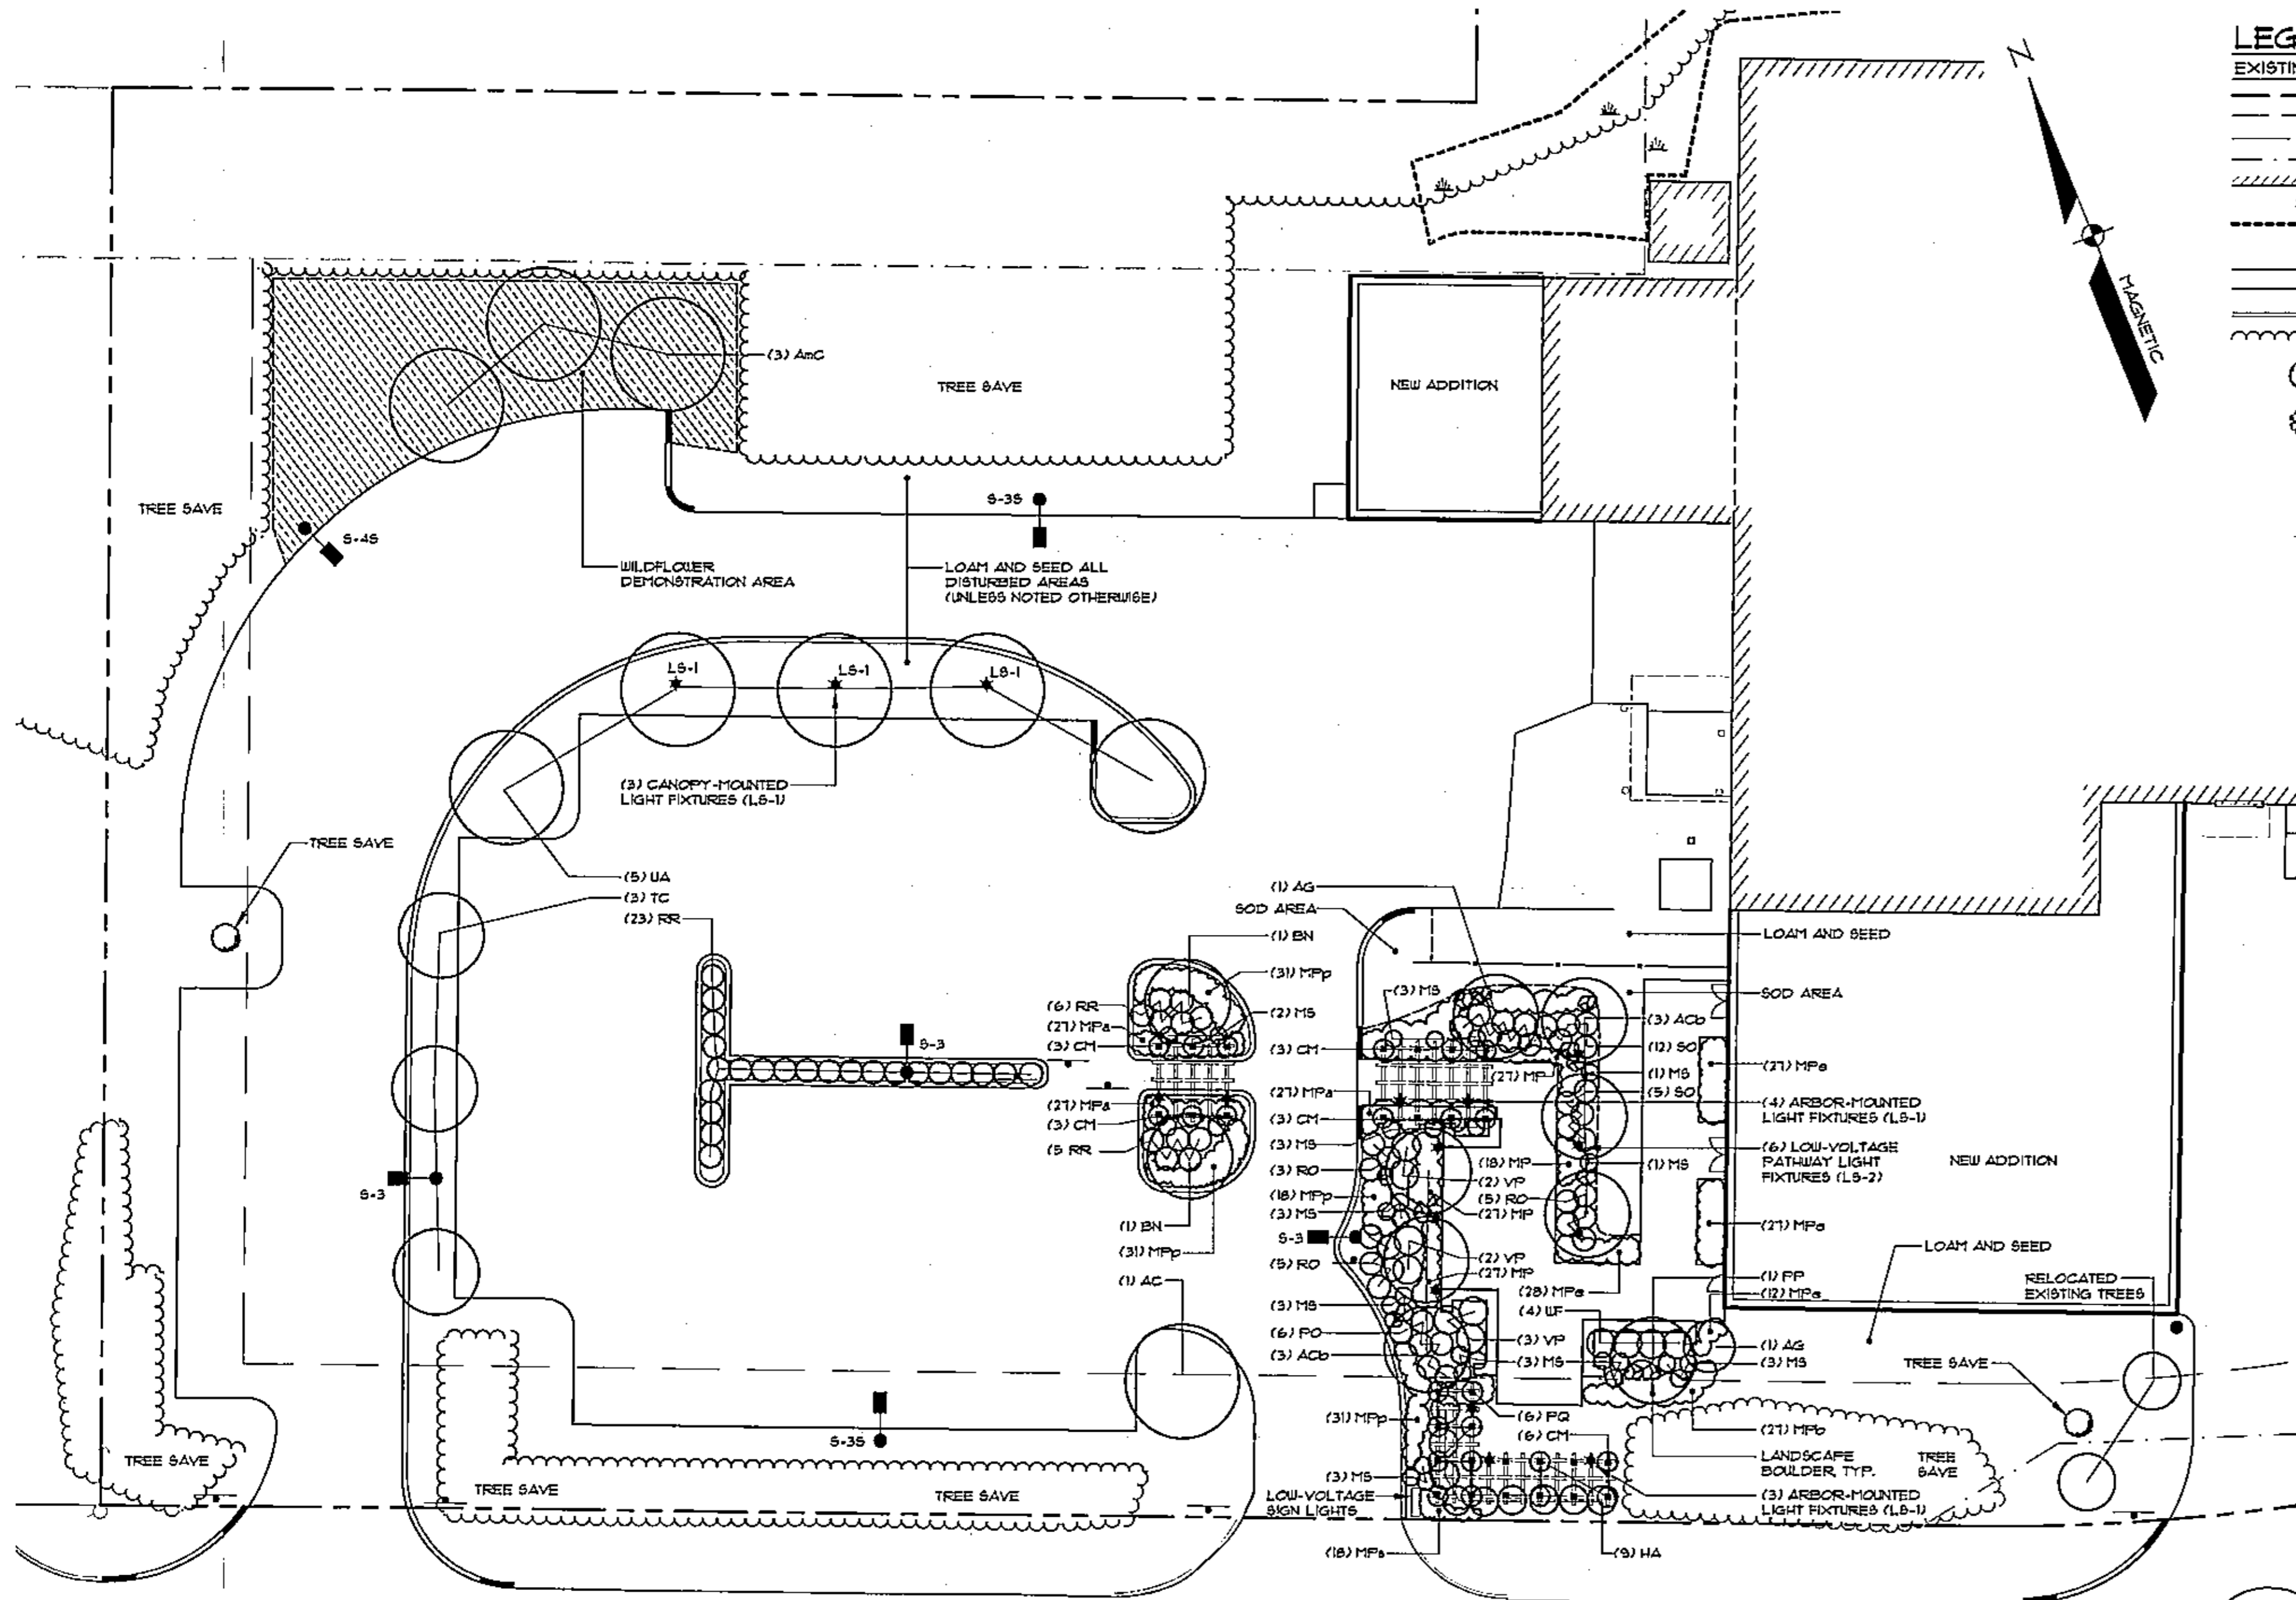 N
MAGNETIC
(3) AmC
TREE SAVE
NEW ADDITION
TREE SAVE
S-4S
S-3S
WILDFLOWER
DEMONSTRATION AREA
LOAM AND SEED ALL
DISTURBED AREAS
(UNLESS NOTED OTHERWISE)
LS-1
LS-1
LS-1
(3) CANOPY-MOUNTED
LIGHT FIXTURES (LS-1)
TREE SAVE
(5) UA
(3) TC
(23) RR
S-3
S-3
(1) AG
SOD AREA
(1) BN
(31) MPp
(6) RR
(27) MPa
(3) CM
(2) MS
(27) MPa
(3) CM
(5 RR
(1) BN
(31) MPp
(1) AC
(3) MS
(3) CM
(27) MPa
(3) CM
(3) MS
(3) RO
(18) MPp
(3) MS
S-3
(5) RO
(3) MS
(6) PO
(3) ACb
(31) MPp
(3) MS
LOW-VOLTAGE
SIGN LIGHTS
(18) MPa
(27) MP
(18) MP
(2) VP
(5) RO
(27) MP
(2) VP
(27) MP
(28) MPa
(4) WF
(3) VP
(3) MS
(6) PQ
(6) CM
(9) HA
LOAM AND SEED
SOD AREA
(3) ACb
(12) SO
(1) MS
(5) SO
(27) MPa
(4) ARBOR-MOUNTED
LIGHT FIXTURES (LS-1)
(6) LOW-VOLTAGE
PATHWAY LIGHT
FIXTURES (LS-2)
(1) MS
NEW ADDITION
(27) MPa
LOAM AND SEED
(1) PP
(12) MPa
RELOCATED
EXISTING TREES
(1) AG
(3) MS
TREE SAVE
(27) MPb
LANDSCAPE
BOULDER, TYP.
TREE
SAVE
(3) ARBOR-MOUNTED
LIGHT FIXTURES (LS-1)
S-3S
TREE SAVE
TREE SAVE
TREE SAVE